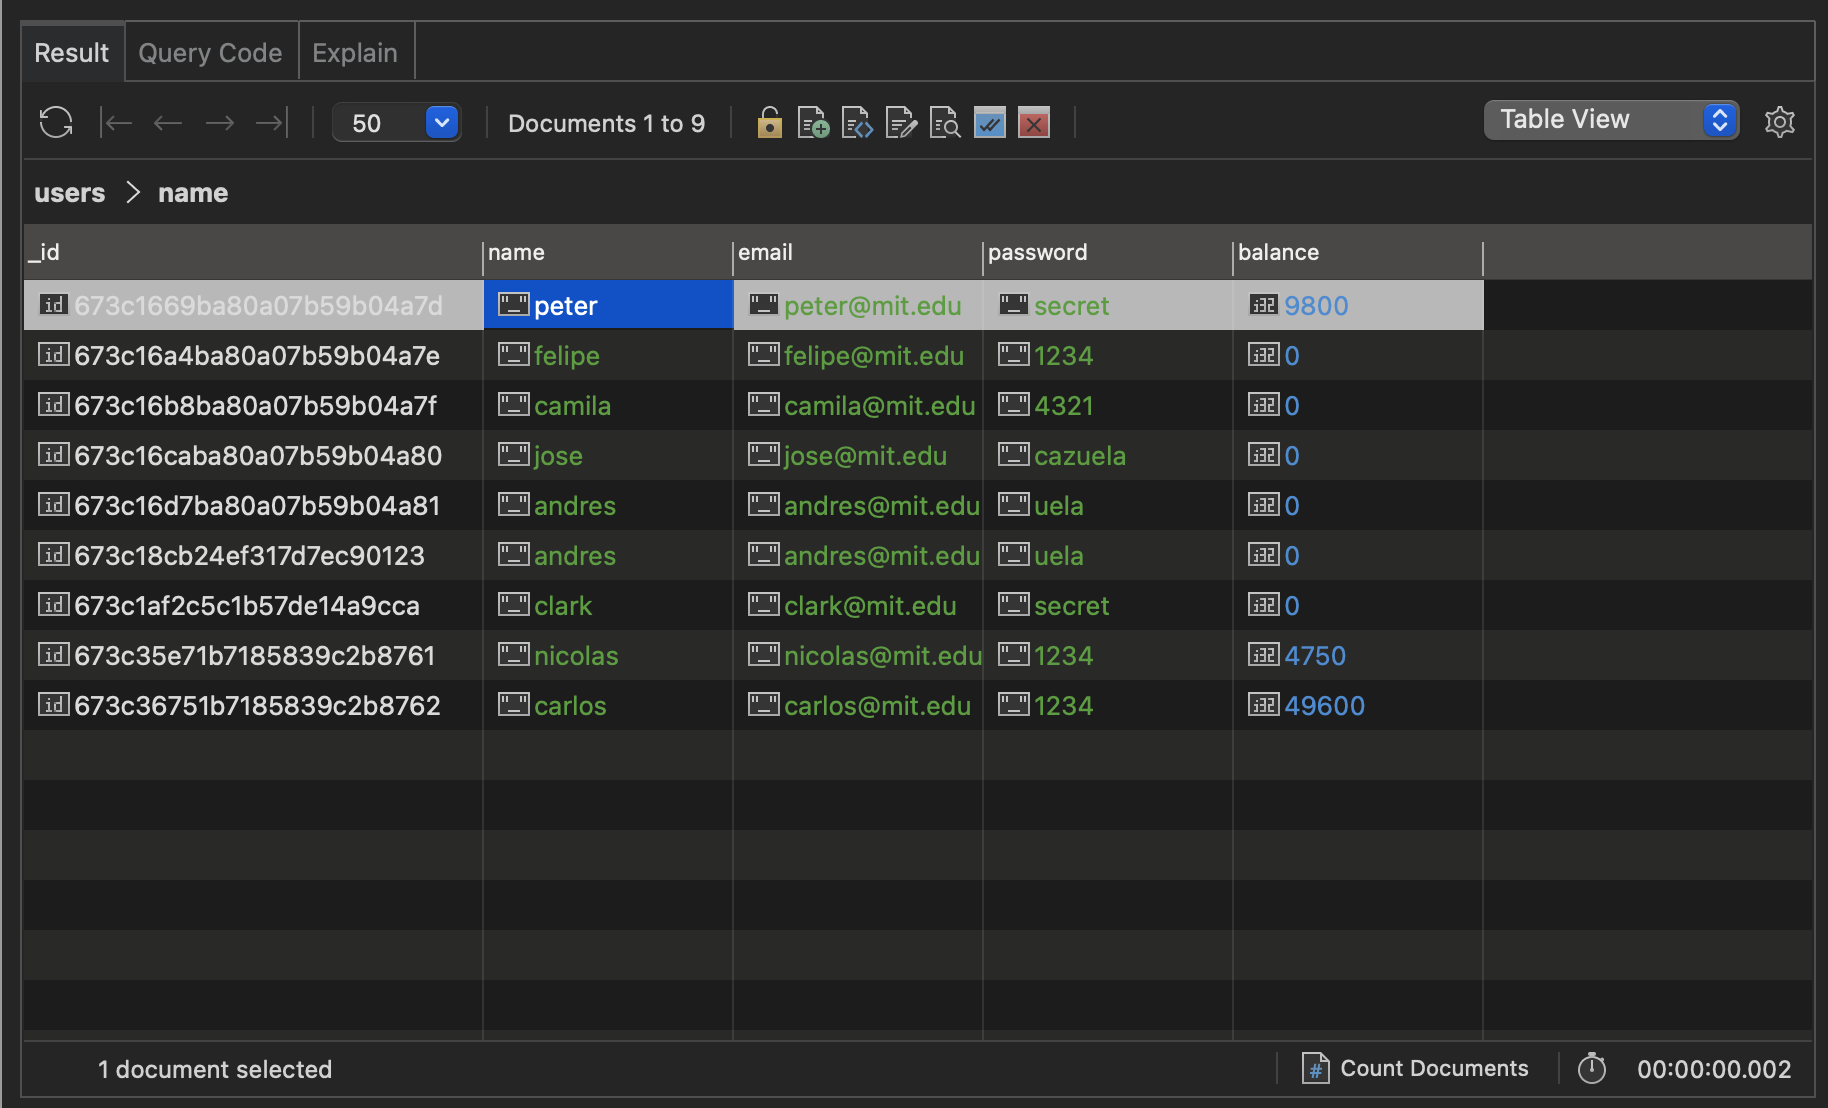 Result Query Code Explain
50 Documents 1 to 9 Table View
users > name
_id name email password balance
673c1669ba80a07b59b04a7d peter peter@mit.edu secret 9800
673c16a4ba80a07b59b04a7e felipe felipe@mit.edu 1234 0
673c16b8ba80a07b59b04a7f camila camila@mit.edu 4321 0
673c16caba80a07b59b04a80 jose jose@mit.edu cazuela 0
673c16d7ba80a07b59b04a81 andres andres@mit.edu uela 0
673c18cb24ef317d7ec90123 andres andres@mit.edu uela 0
673c1af2c5c1b57de14a9cca clark clark@mit.edu secret 0
673c35e71b7185839c2b8761 nicolas nicolas@mit.edu 1234 4750
673c36751b7185839c2b8762 carlos carlos@mit.edu 1234 49600
1 document selected Count Documents 00:00:00.002